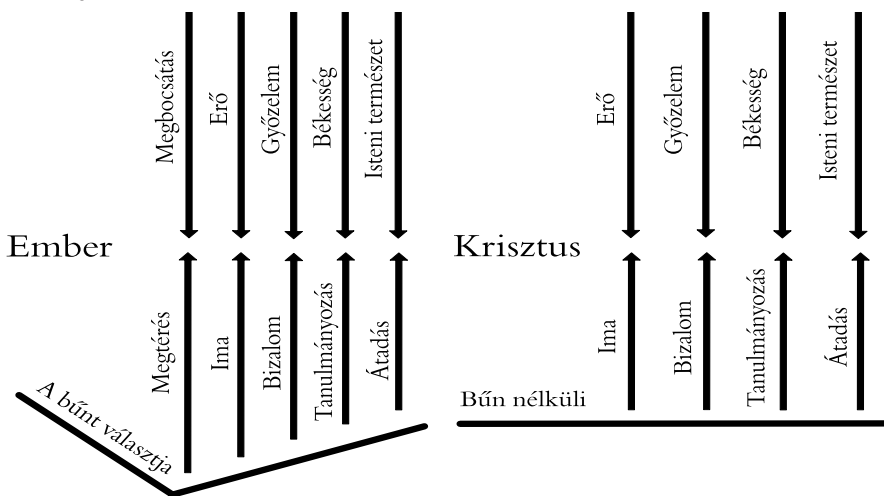 Megbocsátás
Erő
Győzelem
Békesség
Isteni természet
Ember
Megtérés
Ima
Bizalom
Tanulmányozás
Átadás
A bűnt választja
Erő
Győzelem
Békesség
Isteni természet
Krisztus
Ima
Bizalom
Tanulmányozás
Átadás
Bűn nélküli